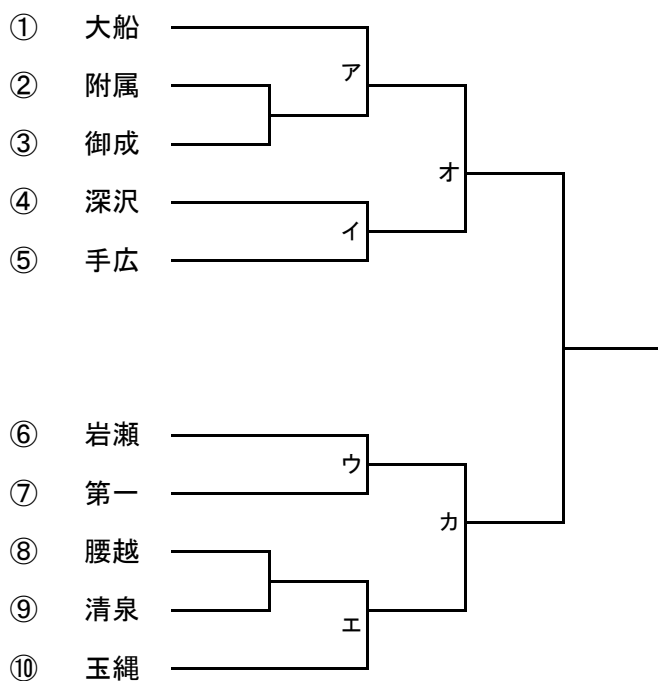 ① 大船
② 附属
③ 御成
④ 深沢
⑤ 手広
⑥ 岩瀬
⑦ 第一
⑧ 腰越
⑨ 清泉
⑩ 玉縄
ア
イ
オ
ウ
エ
カ